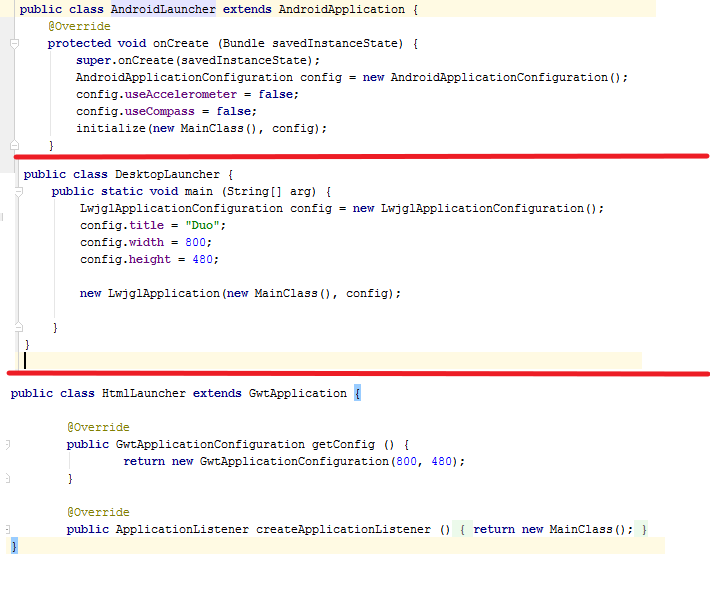 public class AndroidLauncher extends AndroidApplication {
@Override
protected void onCreate (Bundle savedInstanceState) {
super.onCreate(savedInstanceState);
AndroidApplicationConfiguration config = new AndroidApplicationConfiguration();
config.useAccelerometer = false;
config.useCompass = false;
initialize(new MainClass(), config);
}
public class DesktopLauncher {
public static void main (String[] arg) {
LwjglApplicationConfiguration config = new LwjglApplicationConfiguration();
config.title = "Duo";
config.width = 800;
config.height = 480;
new LwjglApplication(new MainClass(), config);
}
}
public class HtmlLauncher extends GwtApplication {
@Override
public GwtApplicationConfiguration getConfig () {
return new GwtApplicationConfiguration(800, 480);
}
@Override
public ApplicationListener createApplicationListener () { return new MainClass(); }
}